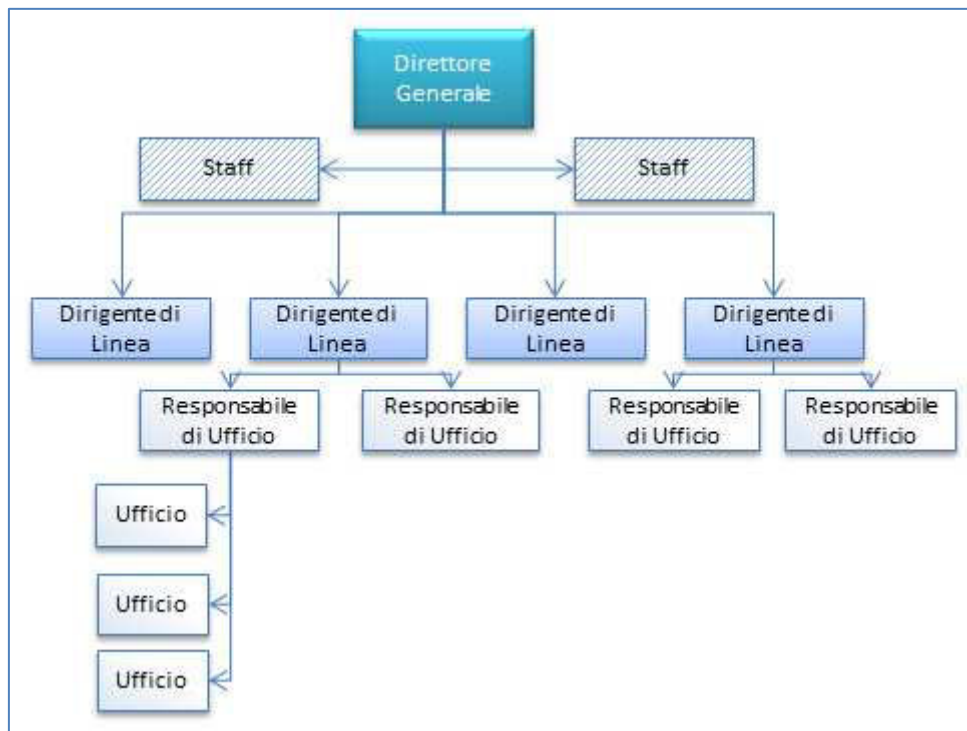 Direttore
Generale
Staff
Staff
Dirigente di
Linea
Dirigente di
Linea
Dirigente di
Linea
Dirigente di
Linea
Responsabile
di Ufficio
Responsabile
di Ufficio
Responsabile
di Ufficio
Responsabile
di Ufficio
Ufficio
Ufficio
Ufficio